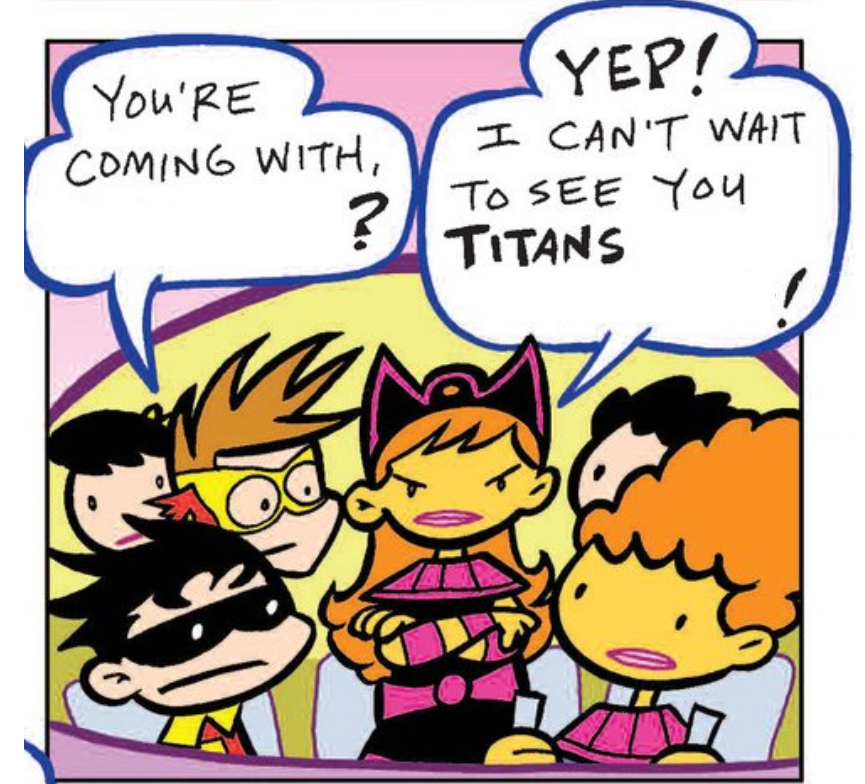 YOU'RE
COMING WITH,
?
YEP!
I CAN'T WAIT
TO SEE YOU
TITANS
!